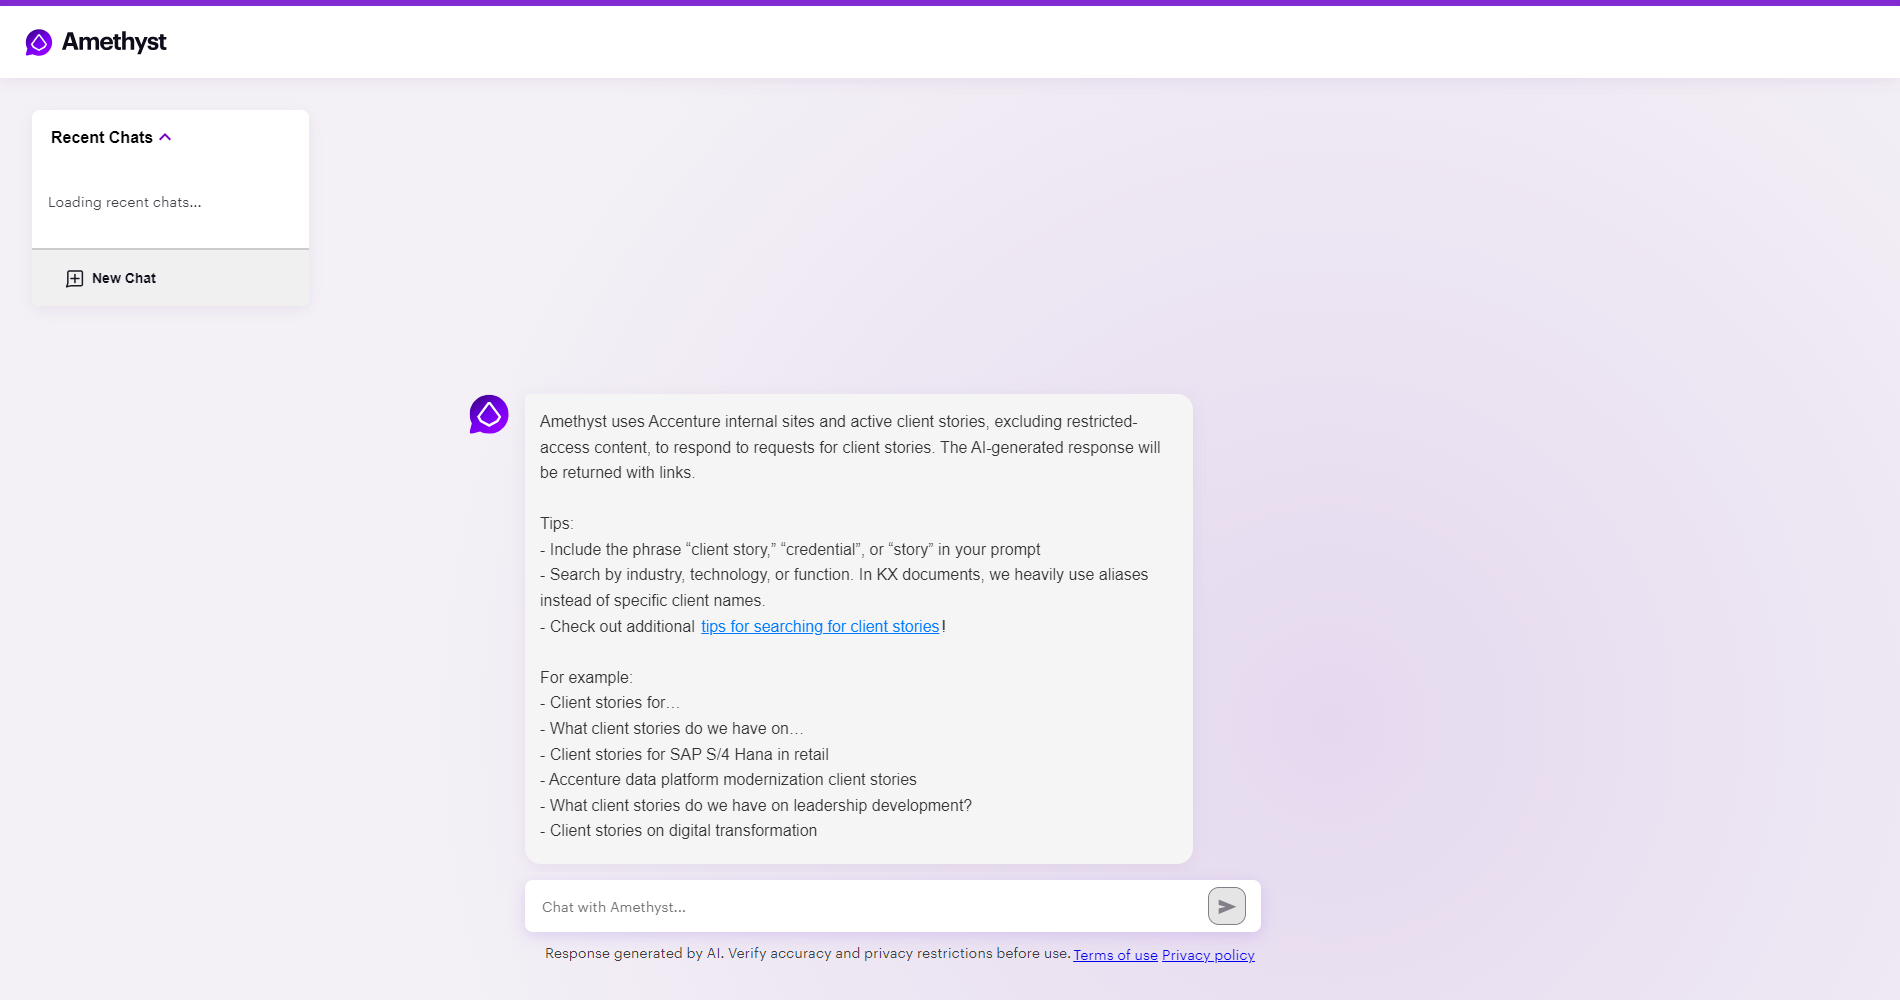 Amethyst
Recent Chats
Loading recent chats...
New Chat
Amethyst uses Accenture internal sites and active client stories, excluding restricted-
access content, to respond to requests for client stories. The AI-generated response will
be returned with links.
Tips:
- Include the phrase “client story,” “credential”, or “story” in your prompt
- Search by industry, technology, or function. In KX documents, we heavily use aliases
instead of specific client names.
- Check out additional tips for searching for client stories!
For example:
- Client stories for…
- What client stories do we have on…
- Client stories for SAP S/4 Hana in retail
- Accenture data platform modernization client stories
- What client stories do we have on leadership development?
- Client stories on digital transformation
Chat with Amethyst...
Response generated by AI. Verify accuracy and privacy restrictions before use. Terms of use Privacy policy